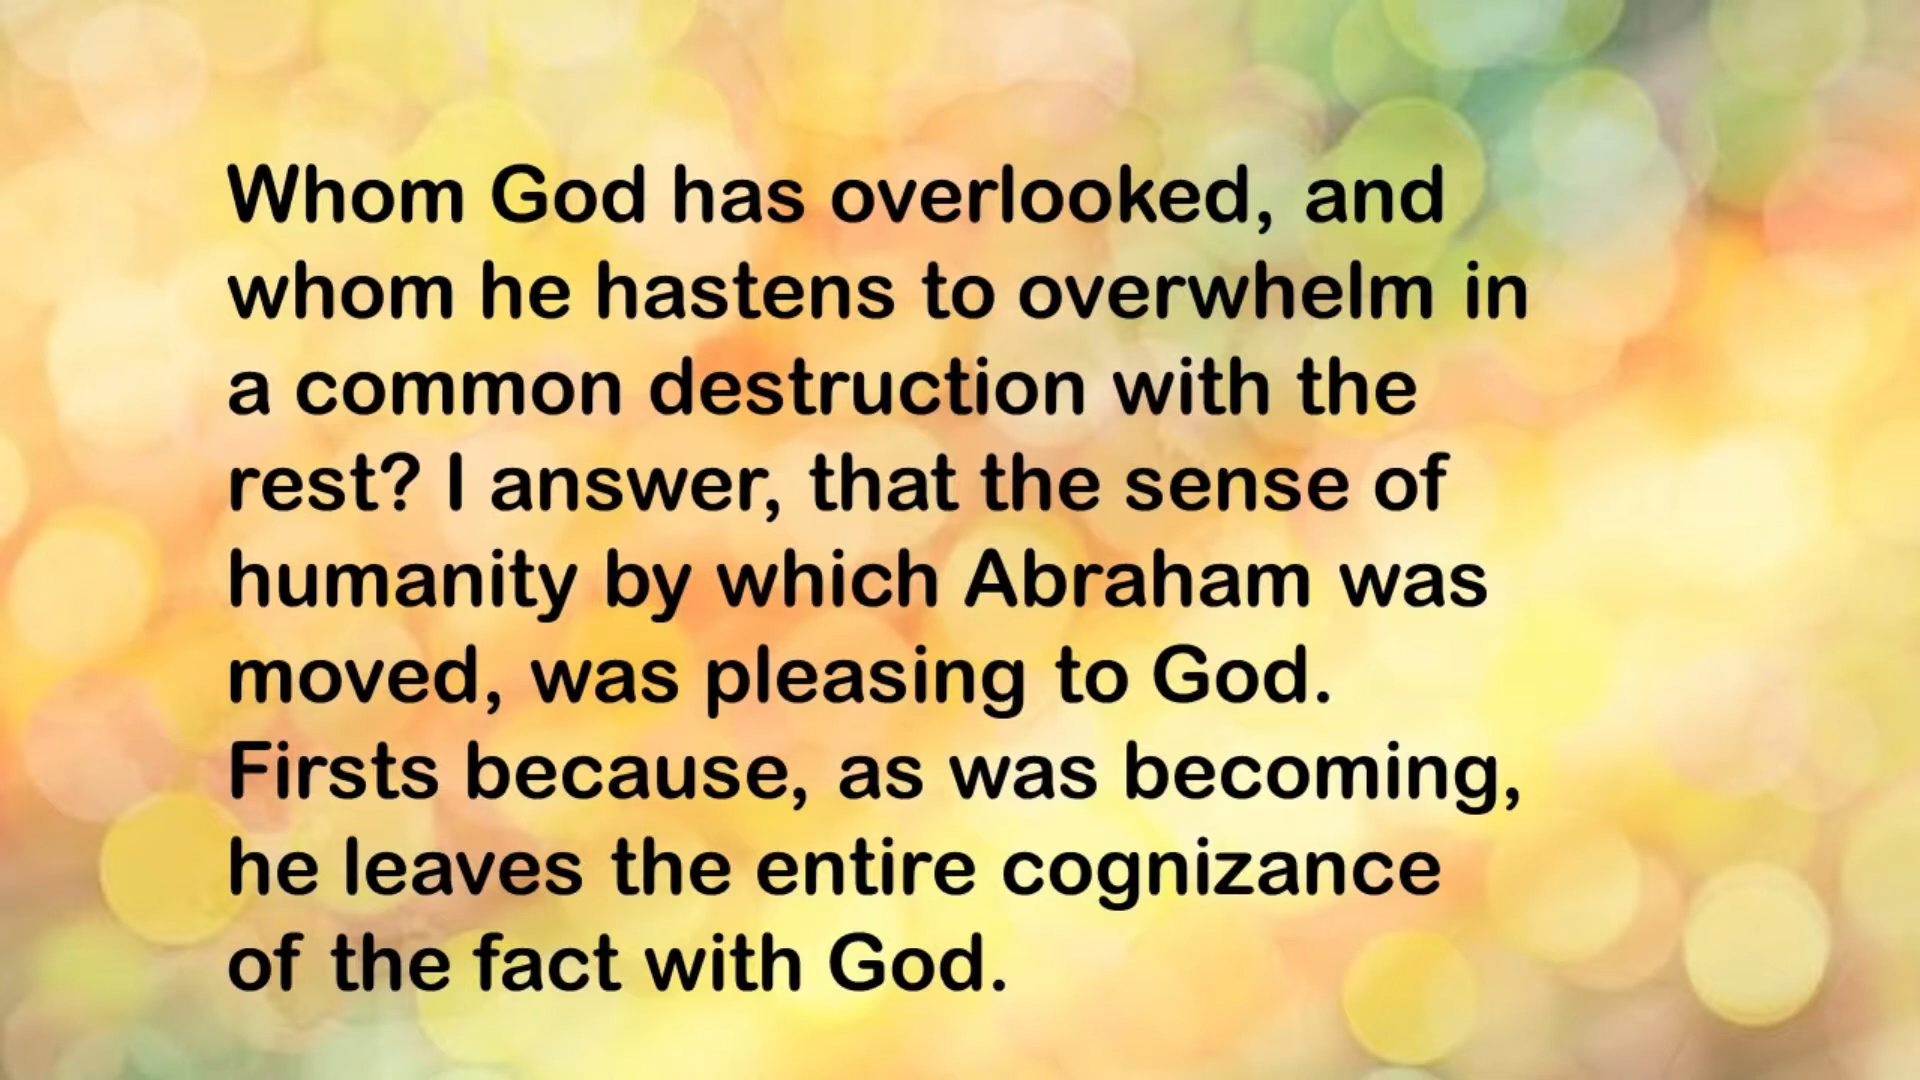 Whom God has overlooked, and
whom he hastens to overwhelm in
a common destruction with the
rest? I answer, that the sense of
humanity by which Abraham was
moved, was pleasing to God.
Firsts because, as was becoming,
he leaves the entire cognizance
of the fact with God.